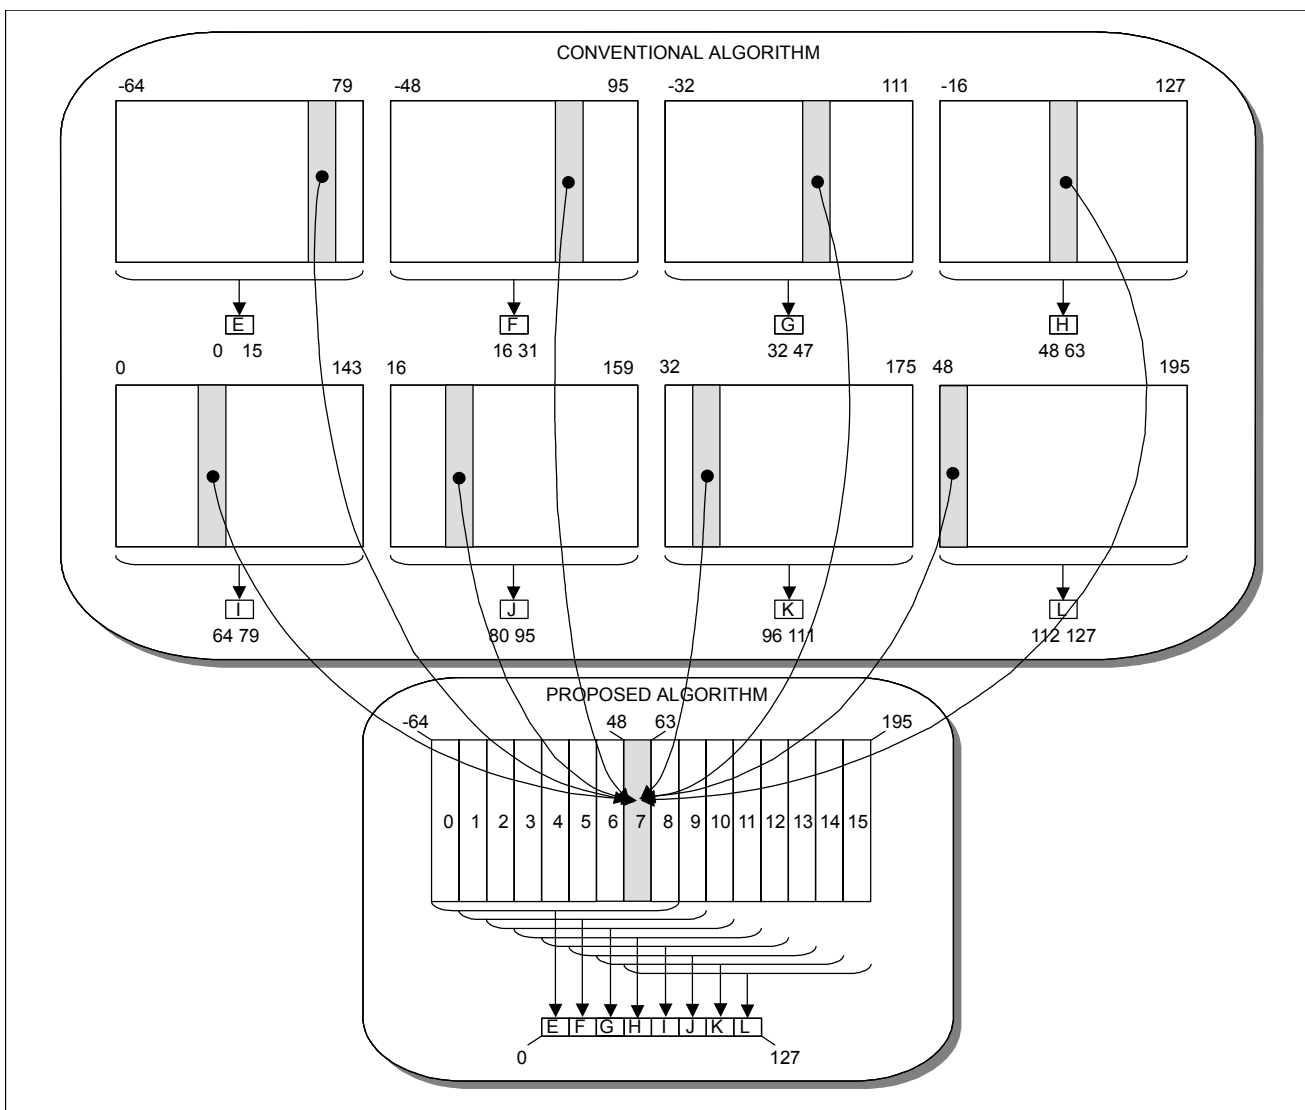 CONVENTIONAL ALGORITHM
-64 79 -48 95 -32 111 -16 127
E F G H
0 15 16 31 32 47 48 63
0 143 16 159 32 175 48 195
I J K L
64 79 80 95 96 111 112 127
PROPOSED ALGORITHM
-64 48 63 195
0 1 2 3 4 5 6 7 8 9 10 11 12 13 14 15
E F G H I J K L
0 127